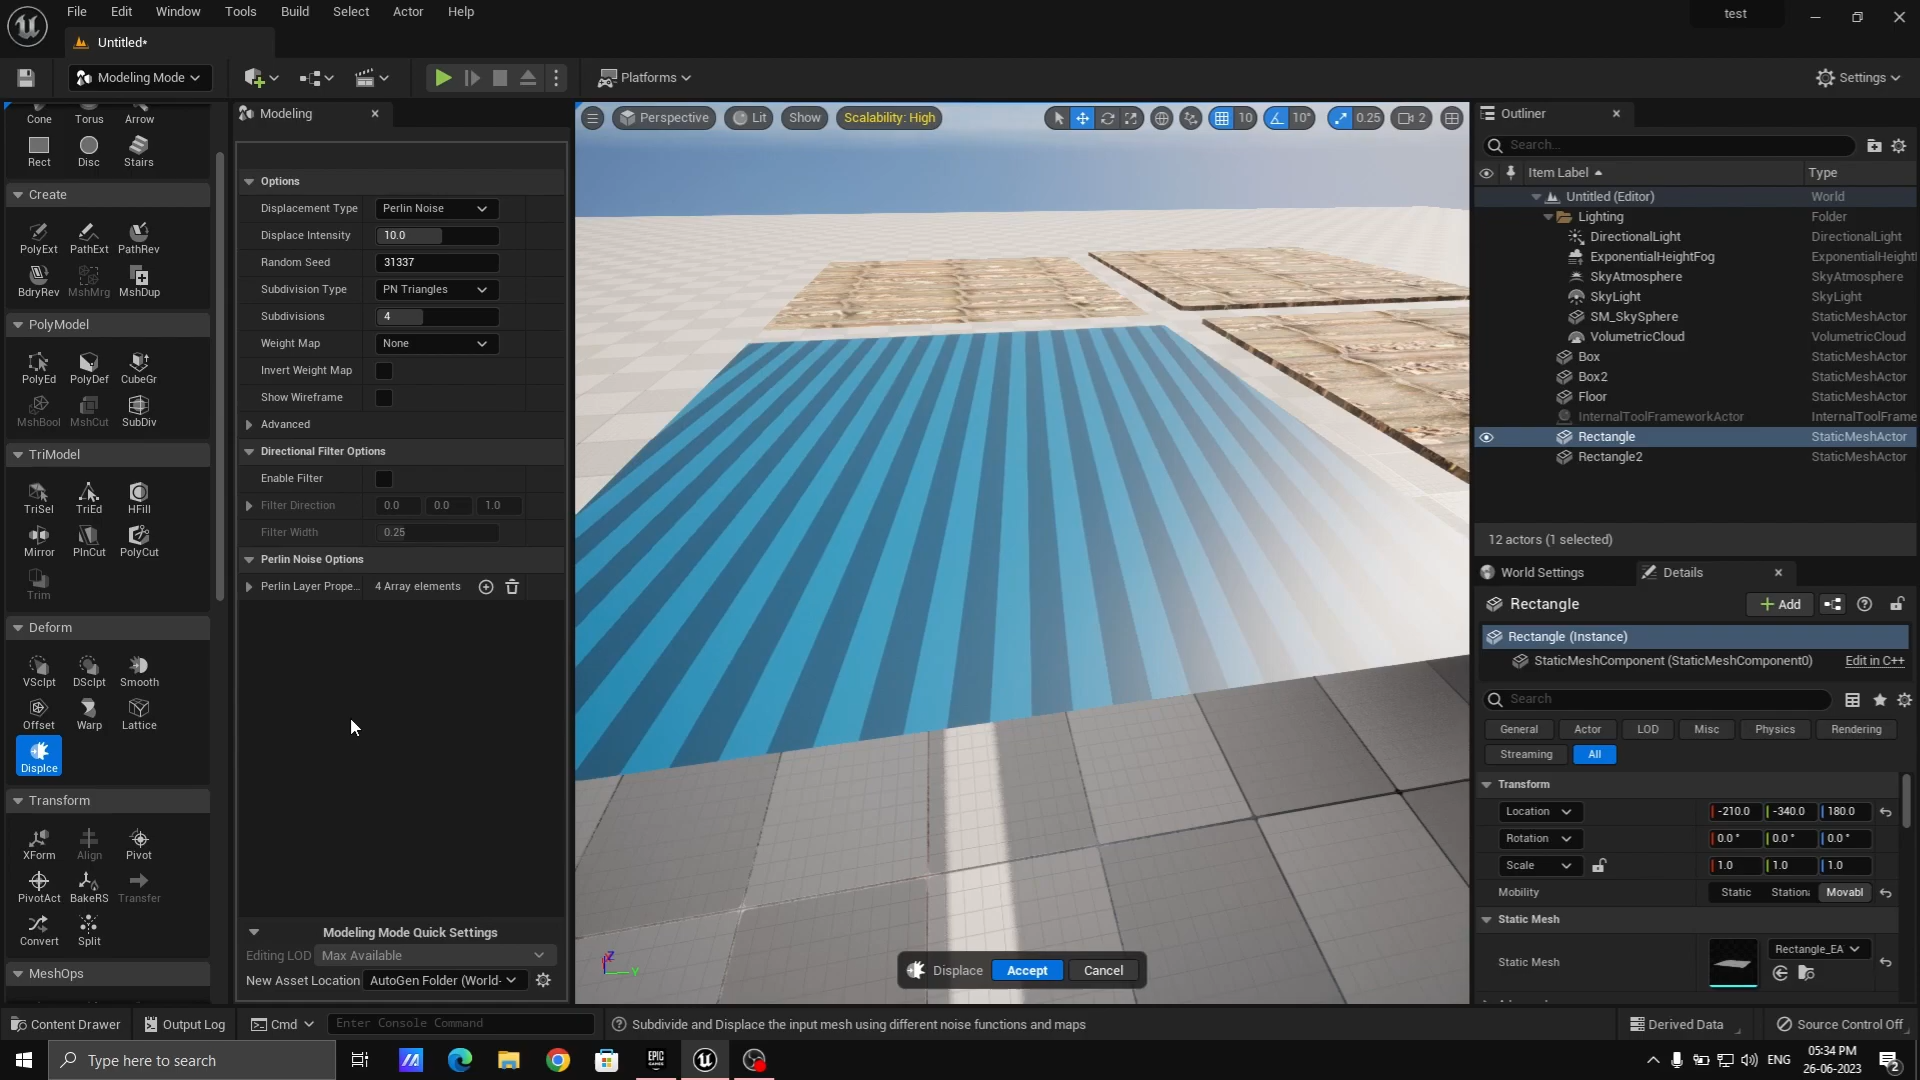 File Edit Window Tools Build Select Actor Help
test
Untitled*
Modeling Mode
Platforms
Settings
Cone Torus Arrow
Rect Disc Stairs
Create
PolyExt PathExt PathRev
BdryRev MshMrg MshDup
PolyModel
PolyEd PolyDef CubeGr
MshBool MshCut SubDiv
TriModel
TriSel TriEd HFill
Mirror PlnCut PolyCut
Trim
Deform
VSclpt DSclpt Smooth
Offset Warp Lattice
Displce
Transform
XForm Align Pivot
PivotAct BakeRS Transfer
Convert Split
MeshOps
Modeling
Options
Displacement Type Perlin Noise
Displace Intensity 10.0
Random Seed 31337
Subdivision Type PN Triangles
Subdivisions 4
Weight Map None
Invert Weight Map
Show Wireframe
Advanced
Directional Filter Options
Enable Filter
Filter Direction 0.0 0.0 1.0
Filter Width 0.25
Perlin Noise Options
Perlin Layer Prope... 4 Array elements
Modeling Mode Quick Settings
Editing LOD Max Available
New Asset Location AutoGen Folder (World-
Perspective Lit Show Scalability: High 10 10° 0.25 2
Z
Y
Displace Accept Cancel
Outliner
Search...
Item Label Type
Untitled (Editor) World
Lighting Folder
DirectionalLight DirectionalLight
ExponentialHeightFog ExponentialHeightl
SkyAtmosphere SkyAtmosphere
SkyLight SkyLight
SM_SkySphere StaticMeshActor
VolumetricCloud VolumetricCloud
Box StaticMeshActor
Box2 StaticMeshActor
Floor StaticMeshActor
InternalToolFrameworkActor InternalToolFrame
Rectangle StaticMeshActor
Rectangle2 StaticMeshActor
12 actors (1 selected)
World Settings Details
Rectangle Add
Rectangle (Instance)
StaticMeshComponent (StaticMeshComponent0) Edit in C++
Search
General Actor LOD Misc Physics Rendering
Streaming All
Transform
Location -210.0 -340.0 180.0
Rotation 0.0 ° 0.0 ° 0.0 °
Scale 1.0 1.0 1.0
Mobility Static Station Movabl
Static Mesh
Static Mesh Rectangle_EA
Content Drawer Output Log Cmd Enter Console Command Subdivide and Displace the input mesh using different noise functions and maps Derived Data Source Control Off
Type here to search
EPIC GAMES
ENG
05:34 PM
26-06-2023
2